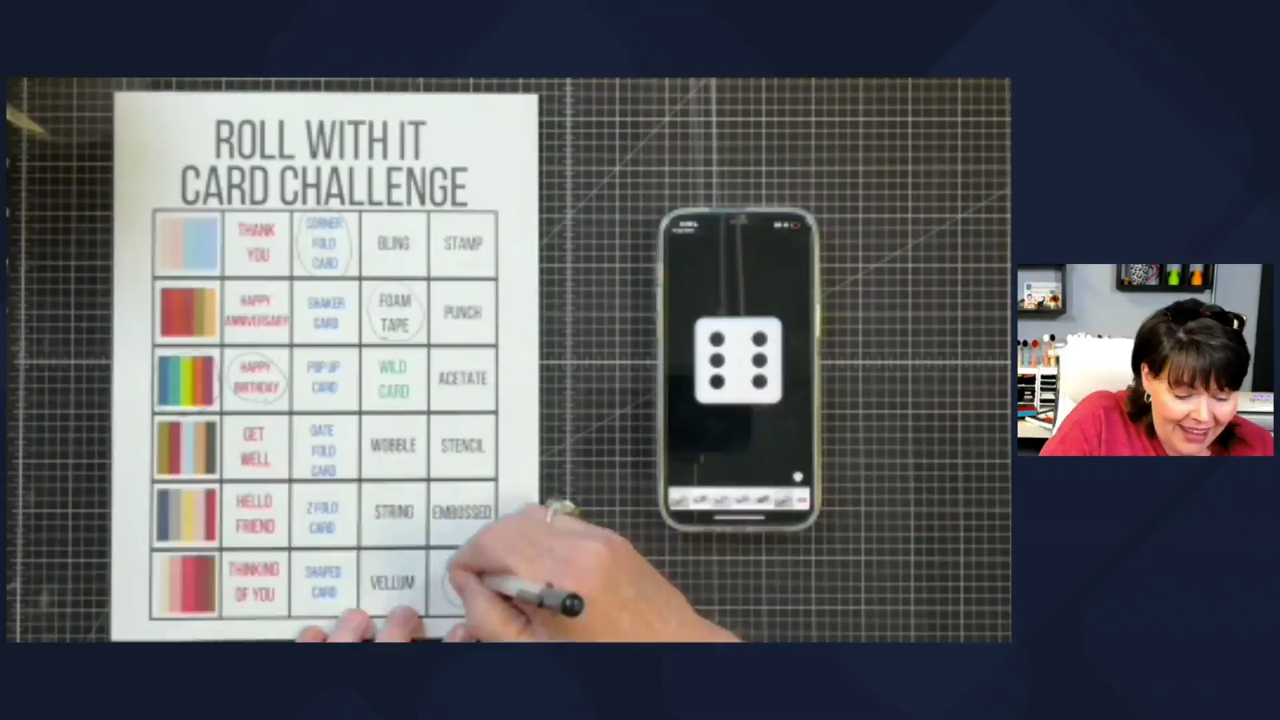 ROLL WITH IT
CARD CHALLENGE
THANK
YOU
CORNER
FOLD
CARD
BLING
STAMP
HAPPY
ANNIVERSARY
SHAKER
CARD
FOAM
TAPE
PUNCH
HAPPY
BIRTHDAY
POP UP
CARD
WILD
CARD
ACETATE
GET
WELL
GATE
FOLD
CARD
WOBBLE
STENCIL
HELLO
FRIEND
Z FOLD
CARD
STRING
EMBOSSED
THINKING
OF YOU
SHAPED
CARD
VELLUM